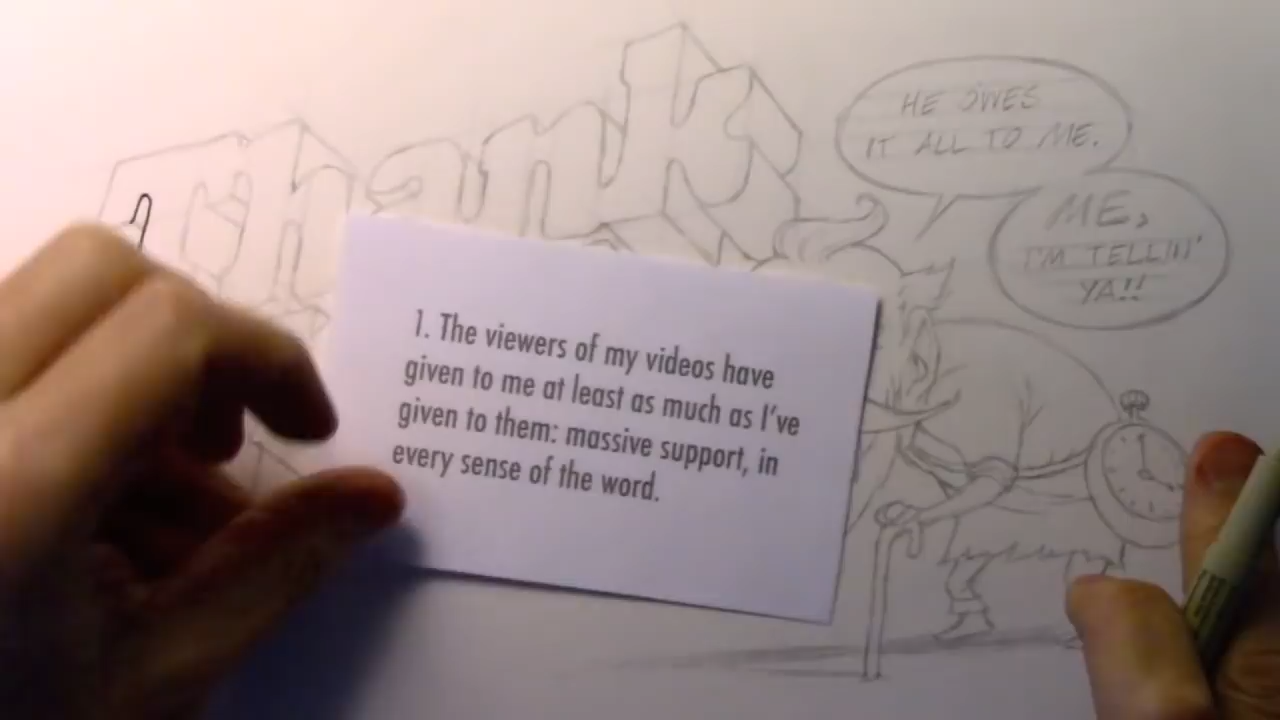 Thank
HE OWES
IT ALL TO ME.
ME,
I'M TELLIN'
YA!!
1. The viewers of my videos have
given to me at least as much as I've
given to them: massive support, in
every sense of the word.